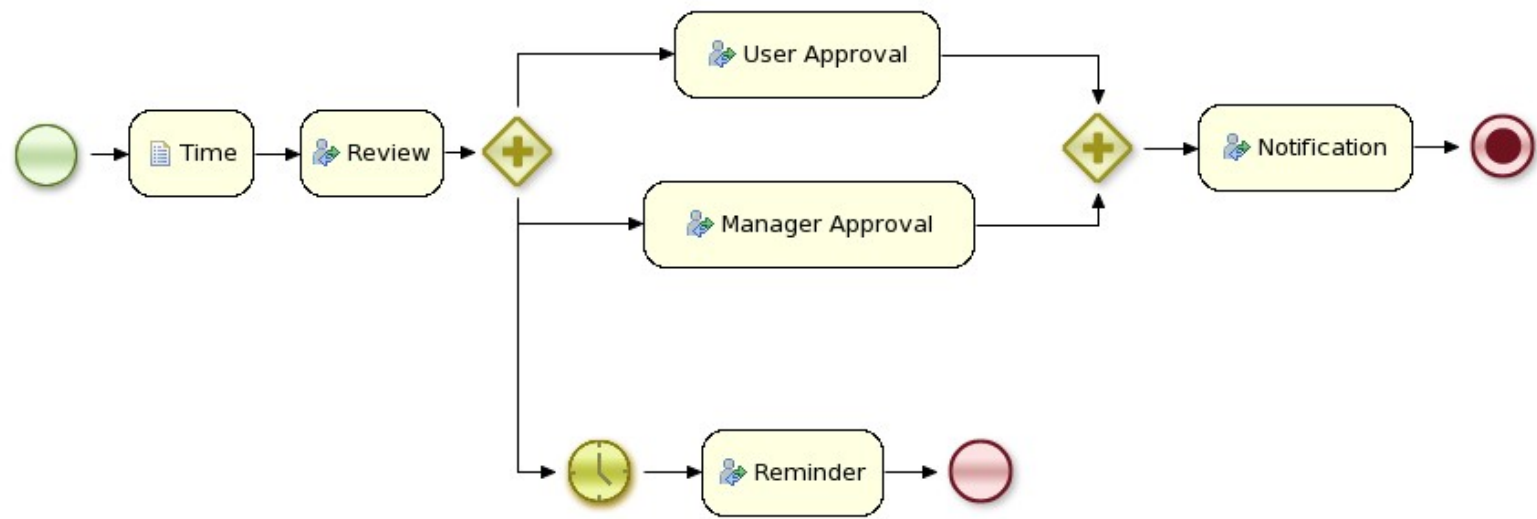 Time
Review
User Approval
Manager Approval
Notification
Reminder